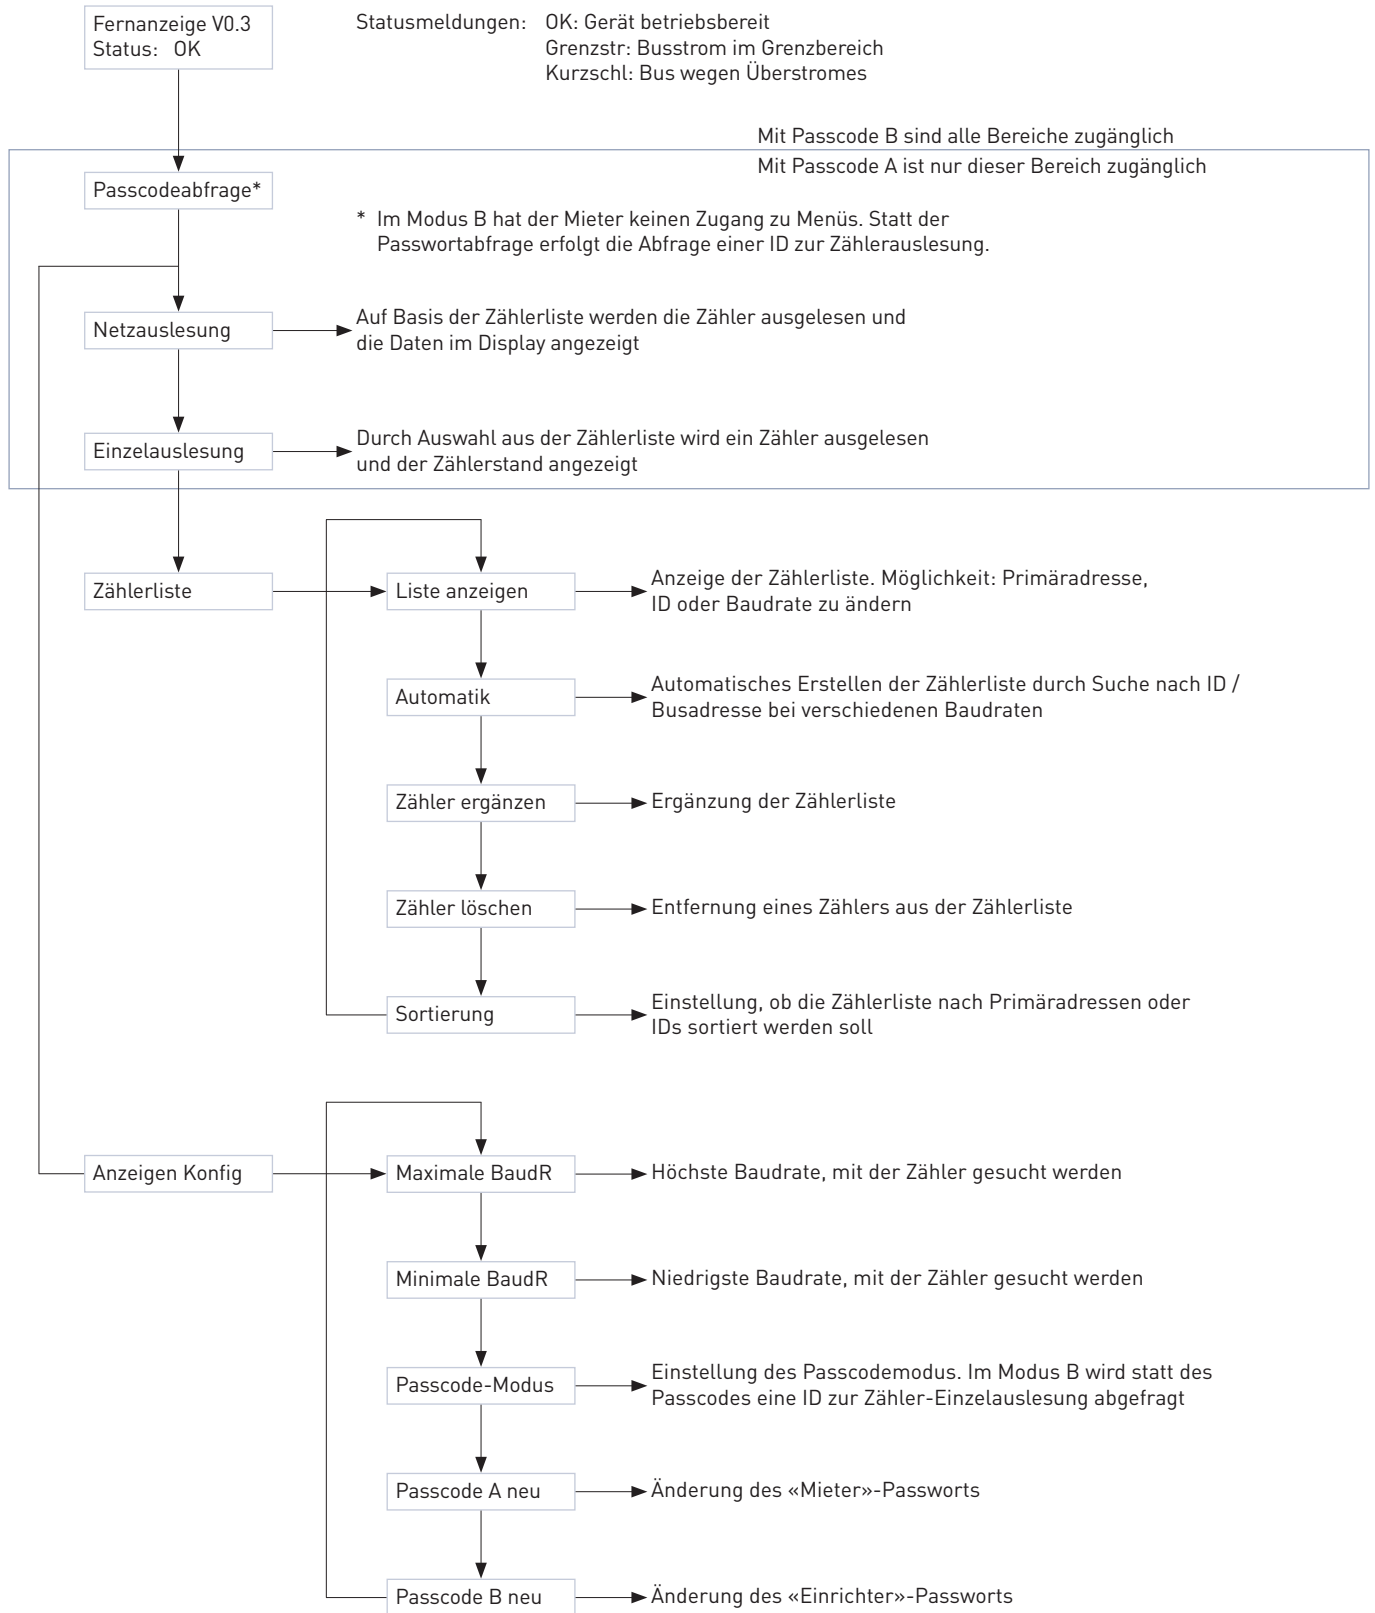 Fernanzeige V0.3
Status: OK
Statusmeldungen: OK: Gerät betriebsbereit
Grenzstr: Busstrom im Grenzbereich
Kurzschl: Bus wegen Überstromes
Mit Passcode B sind alle Bereiche zugänglich
Mit Passcode A ist nur dieser Bereich zugänglich
Passcodeabfrage*
* Im Modus B hat der Mieter keinen Zugang zu Menüs. Statt der
Passwortabfrage erfolgt die Abfrage einer ID zur Zählerauslesung.
Netzauslesung
Auf Basis der Zählerliste werden die Zähler ausgelesen und
die Daten im Display angezeigt
Einzelauslesung
Durch Auswahl aus der Zählerliste wird ein Zähler ausgelesen
und der Zählerstand angezeigt
Zählerliste
Liste anzeigen
Anzeige der Zählerliste. Möglichkeit: Primäradresse,
ID oder Baudrate zu ändern
Automatik
Automatisches Erstellen der Zählerliste durch Suche nach ID /
Busadresse bei verschiedenen Baudraten
Zähler ergänzen
Ergänzung der Zählerliste
Zähler löschen
Entfernung eines Zählers aus der Zählerliste
Sortierung
Einstellung, ob die Zählerliste nach Primäradressen oder
IDs sortiert werden soll
Anzeigen Konfig
Maximale BaudR
Höchste Baudrate, mit der Zähler gesucht werden
Minimale BaudR
Niedrigste Baudrate, mit der Zähler gesucht werden
Passcode-Modus
Einstellung des Passcodemodus. Im Modus B wird statt des
Passcodes eine ID zur Zähler-Einzelauslesung abgefragt
Passcode A neu
Änderung des «Mieter»-Passworts
Passcode B neu
Änderung des «Einrichter»-Passworts